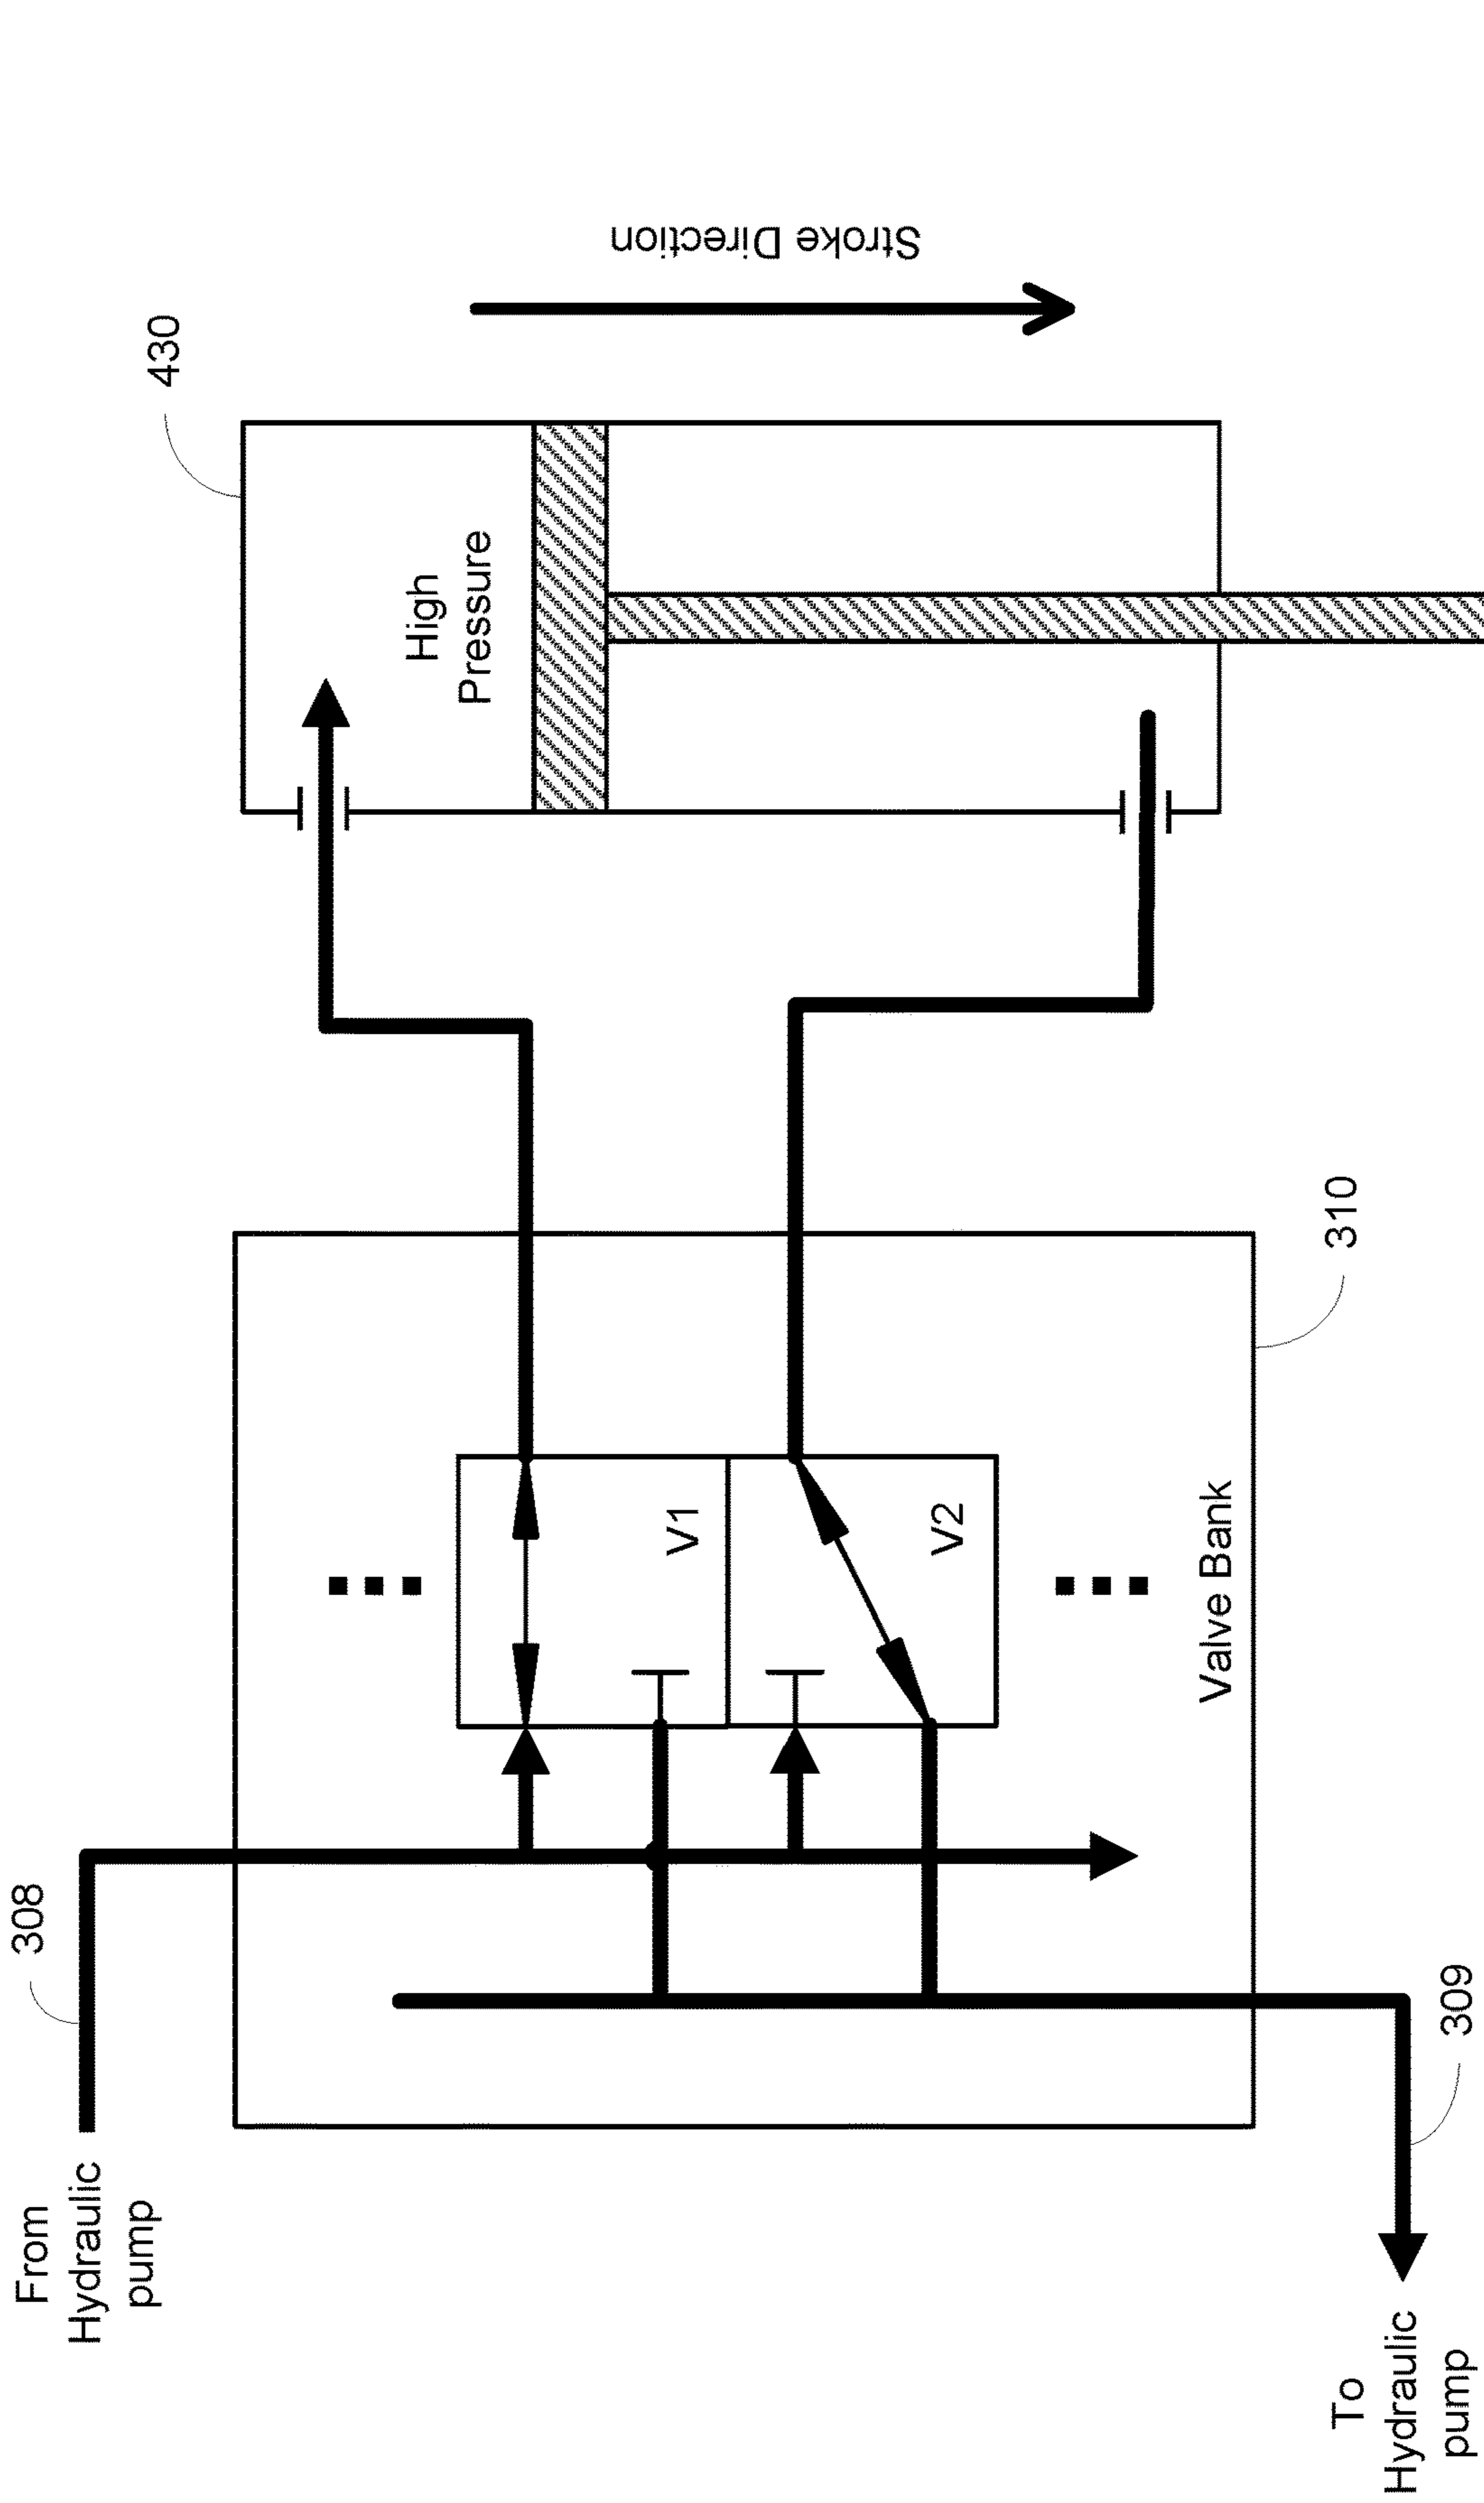 From
Hydraulic
pump
308
To
Hydraulic
pump
309
V1
V2
Valve Bank
310
High
Pressure
430
Stroke Direction